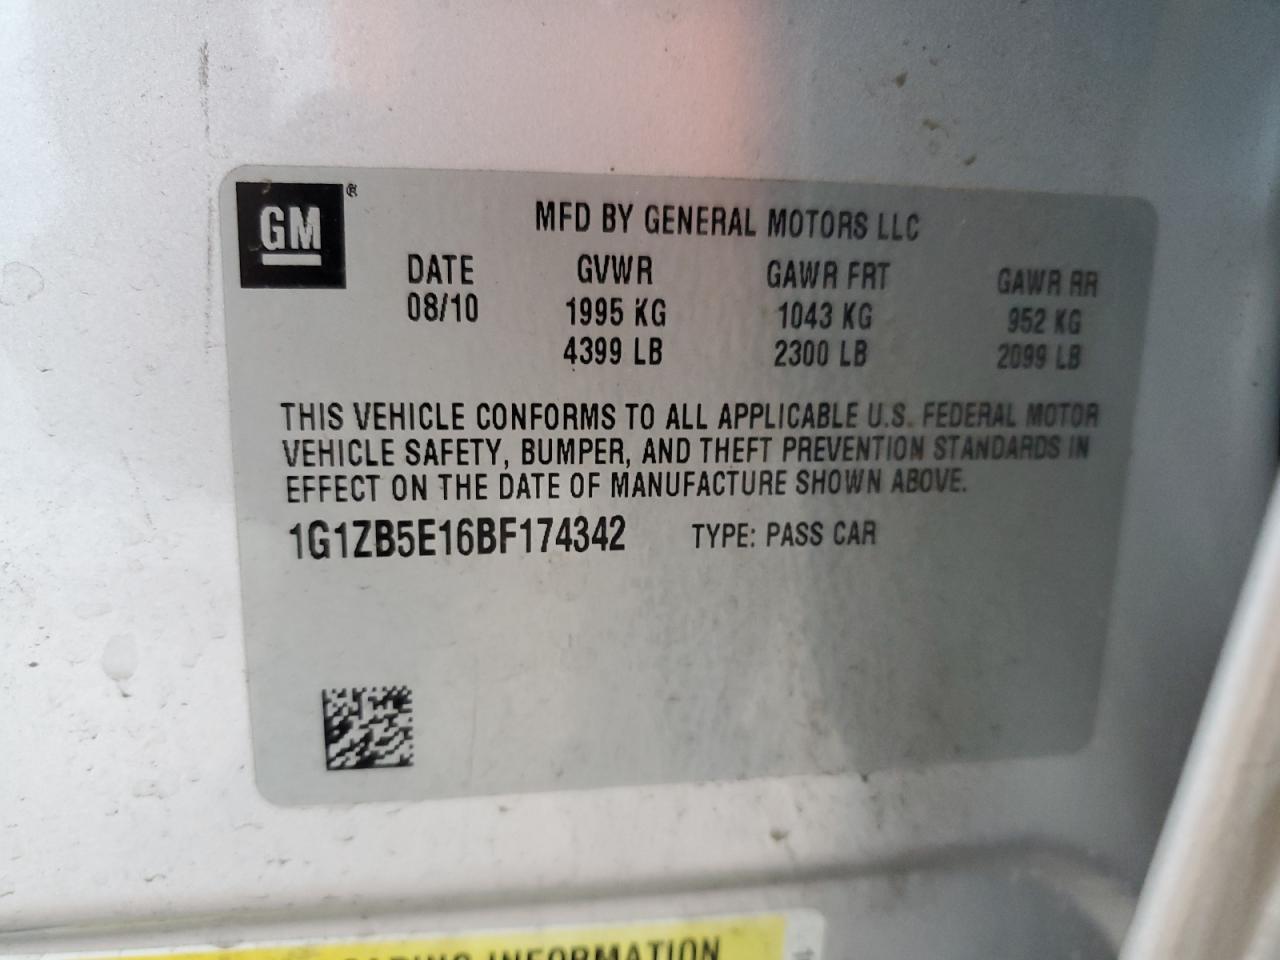 GM®
MFD BY GENERAL MOTORS LLC
DATE GVWR GAWR FRT GAWR RR
08/10 1995 KG 1043 KG 952 KG
4399 LB 2300 LB 2099 LB
THIS VEHICLE CONFORMS TO ALL APPLICABLE U.S. FEDERAL MOTOR
VEHICLE SAFETY, BUMPER, AND THEFT PREVENTION STANDARDS IN
EFFECT ON THE DATE OF MANUFACTURE SHOWN ABOVE.
1G1ZB5E16BF174342 TYPE: PASS CAR
INFORMATION